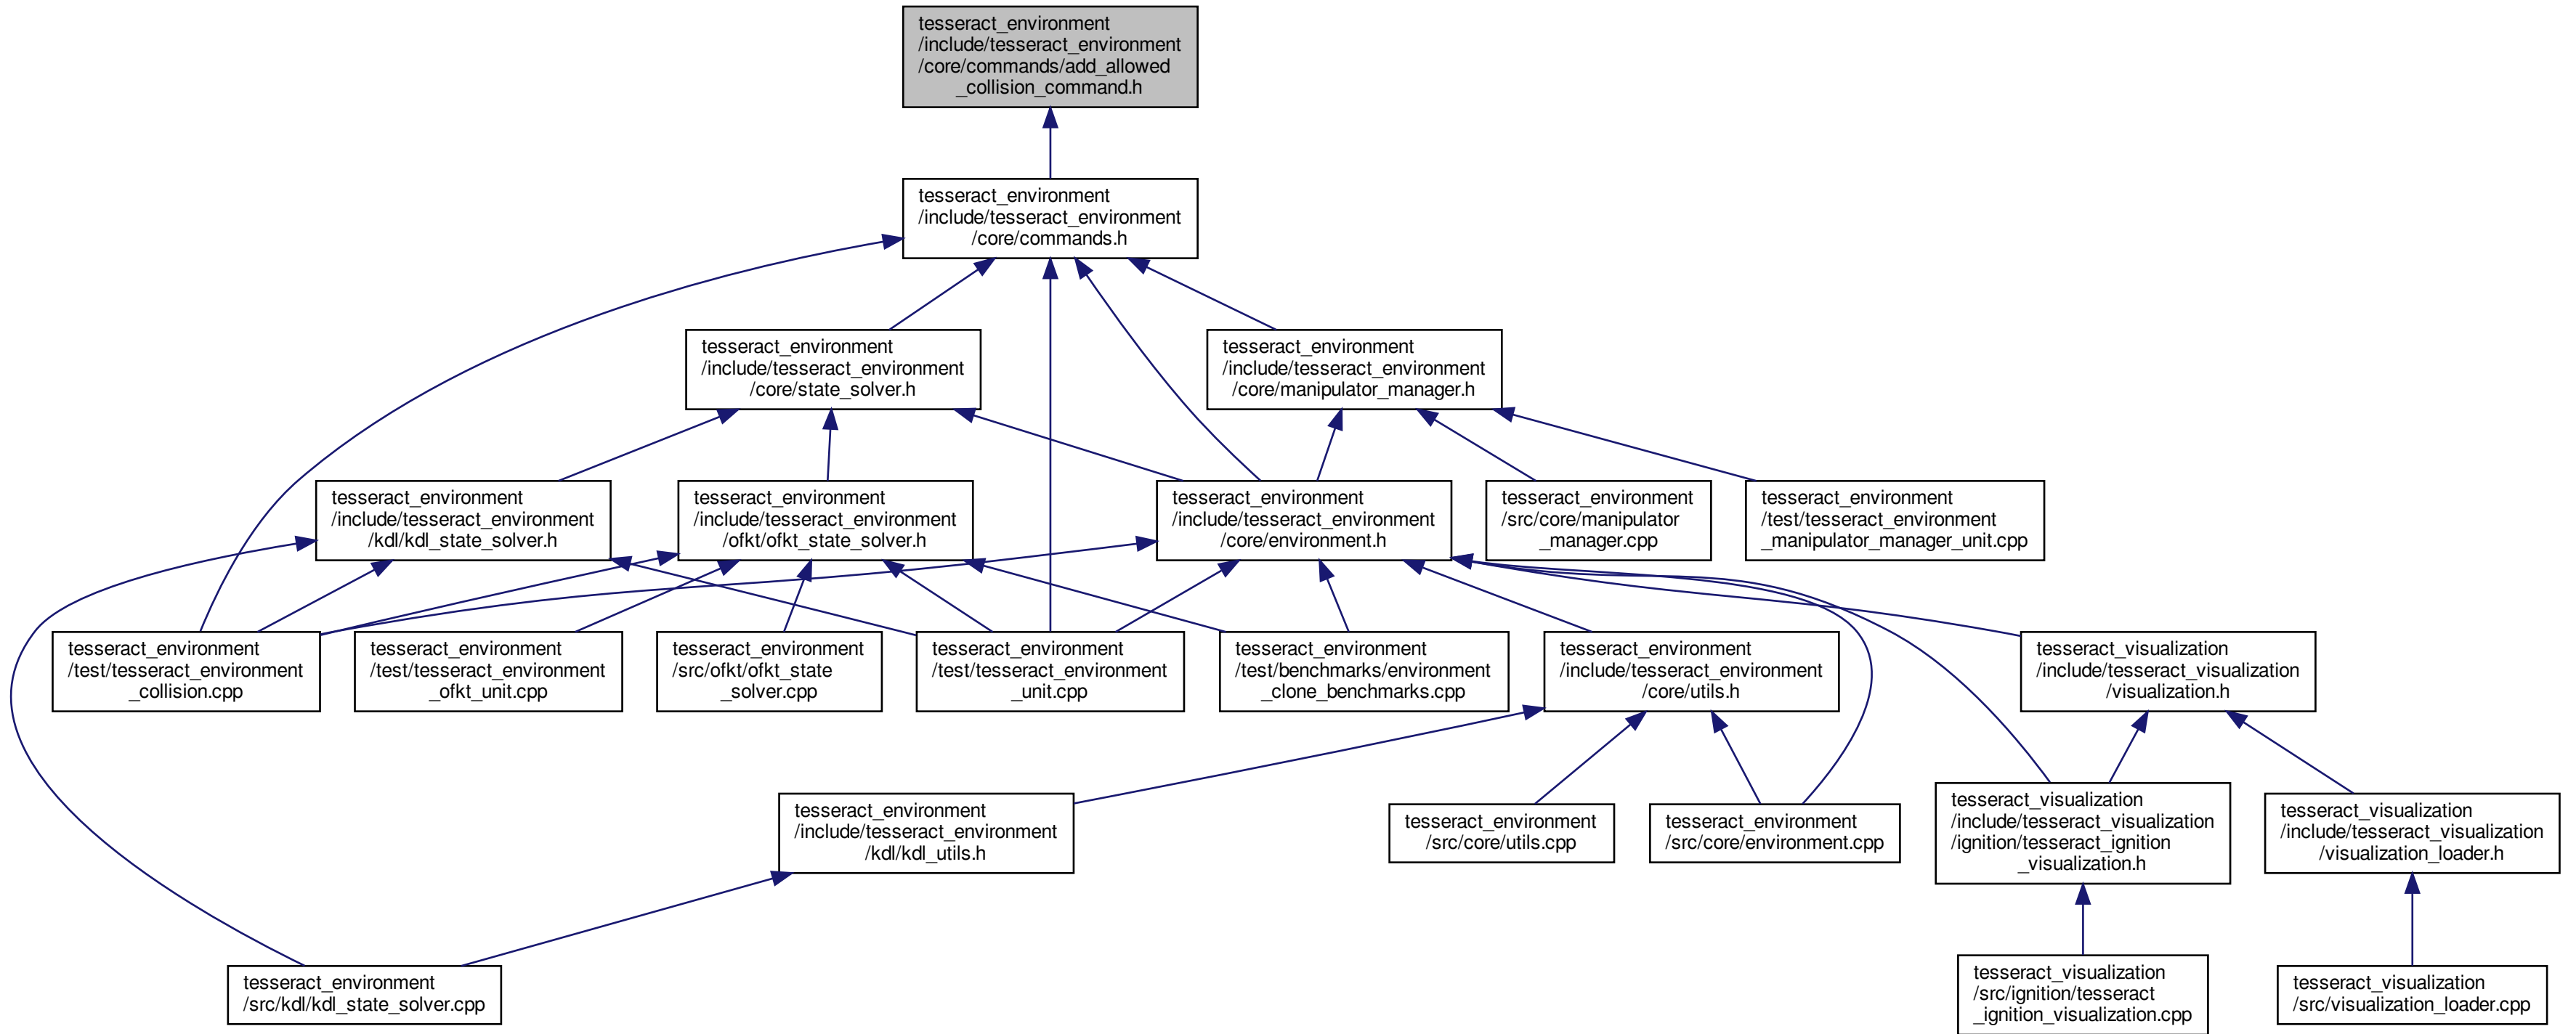 tesseract_environment
/include/tesseract_environment
/core/commands/add_allowed
_collision_command.h
tesseract_environment
/include/tesseract_environment
/core/commands.h
tesseract_environment
/include/tesseract_environment
/core/state_solver.h
tesseract_environment
/include/tesseract_environment
/core/manipulator_manager.h
tesseract_environment
/include/tesseract_environment
/kdl/kdl_state_solver.h
tesseract_environment
/include/tesseract_environment
/ofkt/ofkt_state_solver.h
tesseract_environment
/include/tesseract_environment
/core/environment.h
tesseract_environment
/src/core/manipulator
_manager.cpp
tesseract_environment
/test/tesseract_environment
_manipulator_manager_unit.cpp
tesseract_environment
/test/tesseract_environment
_collision.cpp
tesseract_environment
/test/tesseract_environment
_ofkt_unit.cpp
tesseract_environment
/src/ofkt/ofkt_state
_solver.cpp
tesseract_environment
/test/tesseract_environment
_unit.cpp
tesseract_environment
/test/benchmarks/environment
_clone_benchmarks.cpp
tesseract_environment
/include/tesseract_environment
/core/utils.h
tesseract_visualization
/include/tesseract_visualization
/visualization.h
tesseract_environment
/include/tesseract_environment
/kdl/kdl_utils.h
tesseract_environment
/src/core/utils.cpp
tesseract_environment
/src/core/environment.cpp
tesseract_visualization
/include/tesseract_visualization
/ignition/tesseract_ignition
_visualization.h
tesseract_visualization
/include/tesseract_visualization
/visualization_loader.h
tesseract_environment
/src/kdl/kdl_state_solver.cpp
tesseract_visualization
/src/ignition/tesseract
_ignition_visualization.cpp
tesseract_visualization
/src/visualization_loader.cpp